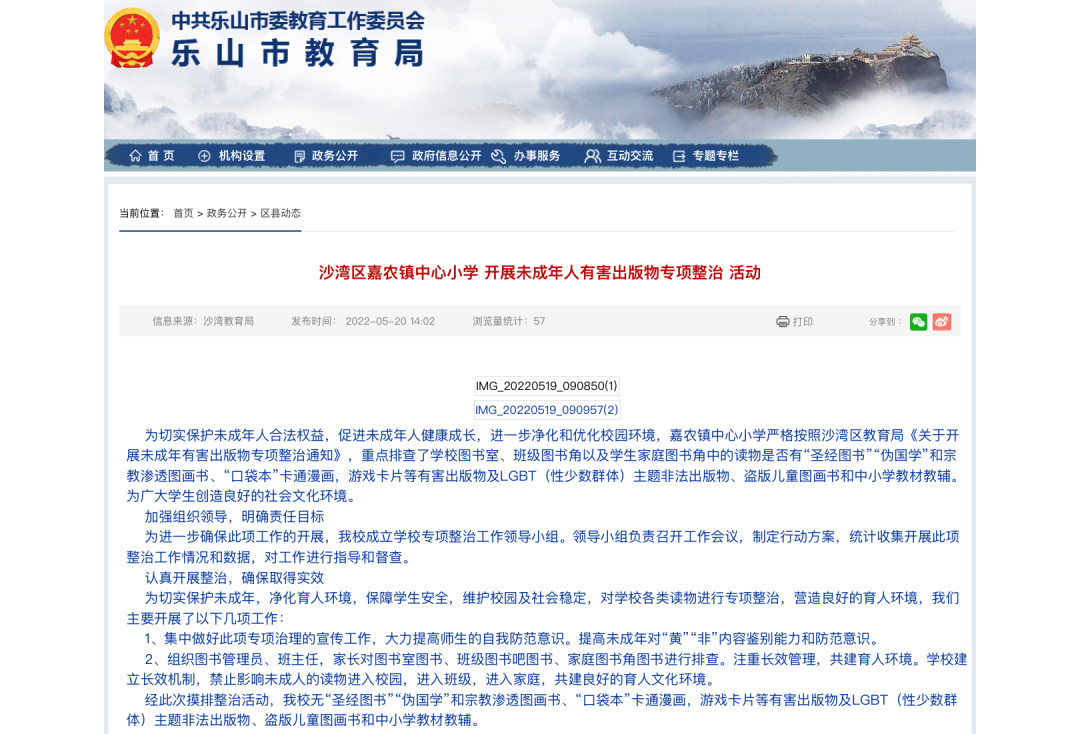 中共乐山市委教育工作委员会
乐山市教育局
首页 机构设置 政务公开 政府信息公开 办事服务 互动交流 专题专栏
当前位置： 首页 > 政务公开 > 区县动态
沙湾区嘉农镇中心小学 开展未成年人有害出版物专项整治 活动
信息来源：沙湾教育局 发布时间： 2022-05-20 14:02 浏览量统计：57 打印 分享到：
IMG_20220519_090850(1)
IMG_20220519_090957(2)
为切实保护未成年人合法权益，促进未成年人健康成长，进一步净化和优化校园环境，嘉农镇中心小学严格按照沙湾区教育局《关于开
展未成年有害出版物专项整治通知》，重点排查了学校图书室、班级图书角以及学生家庭图书角中的读物是否有“圣经图书”“伪国学”和宗
教渗透图画书、“口袋本”卡通漫画，游戏卡片等有害出版物及LGBT（性少数群体）主题非法出版物、盗版儿童图画书和中小学教材教辅。
为广大学生创造良好的社会文化环境。
加强组织领导，明确责任目标
为进一步确保此项工作的开展，我校成立学校专项整治工作领导小组。领导小组负责召开工作会议，制定行动方案，统计收集开展此项
整治工作情况和数据，对工作进行指导和督查。
认真开展整治，确保取得实效
为切实保护未成年，净化育人环境，保障学生安全，维护校园及社会稳定，对学校各类读物进行专项整治，营造良好的育人环境，我们
主要开展了以下几项工作：
1、集中做好此项专项治理的宣传工作，大力提高师生的自我防范意识。提高未成年对“黄”“非”内容鉴别能力和防范意识。
2、组织图书管理员、班主任，家长对图书室图书、班级图书吧图书、家庭图书角图书进行排查。注重长效管理，共建育人环境。学校建
立长效机制，禁止影响未成人的读物进入校园，进入班级，进入家庭，共建良好的育人文化环境。
经此次摸排整治活动，我校无“圣经图书”“伪国学”和宗教渗透图画书、“口袋本”卡通漫画，游戏卡片等有害出版物及LGBT（性少数群
体）主题非法出版物、盗版儿童图画书和中小学教材教辅。